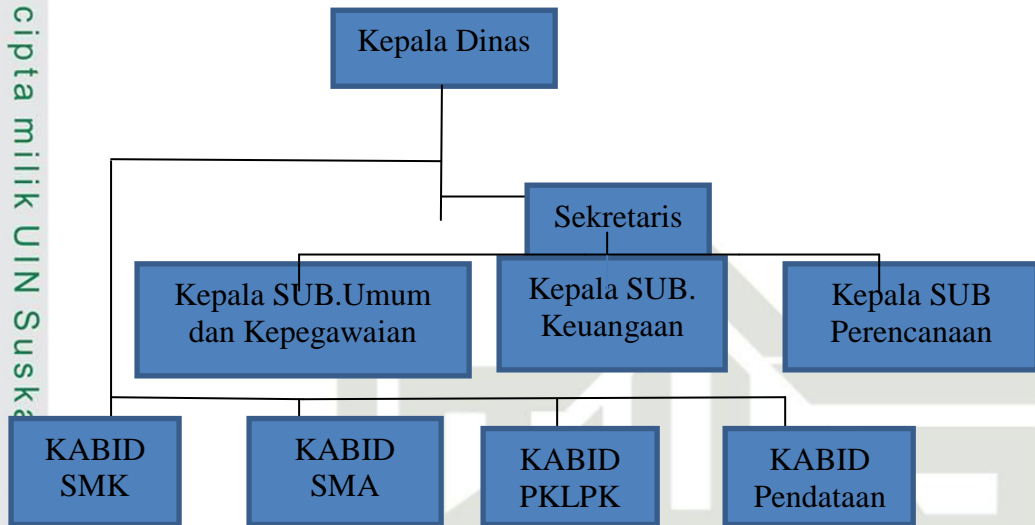 cipta milik UIN Suska
Kepala Dinas
Sekretaris
Kepala SUB.Umum
dan Kepegawaian
Kepala SUB.
Keuangaan
Kepala SUB
Perencanaan
KABID
SMK
KABID
SMA
KABID
PKLPK
KABID
Pendataan